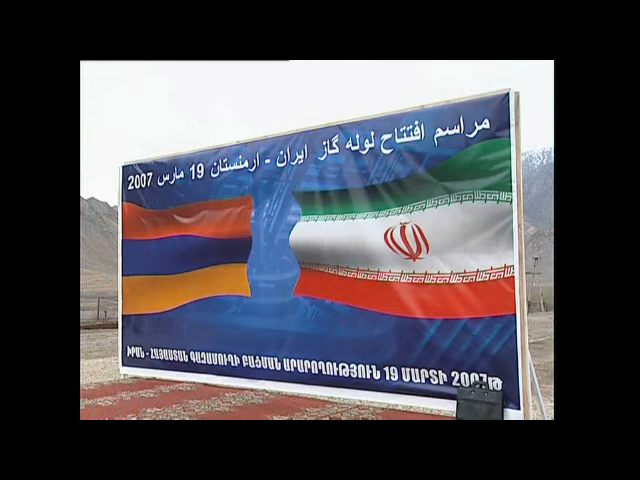 مراسم افتتاح لوله گاز ایران - ارمنستان 19 مارس 2007
ԻՐԱՆ - ՀԱՅԱՍՏԱՆ ԳԱԶԱՄՈՒՂԻ ԲԱՑՄԱՆ ԱՐԱՐՈՂՈՒԹՅՈՒՆ 19 ՄԱՐՏԻ 2007Թ